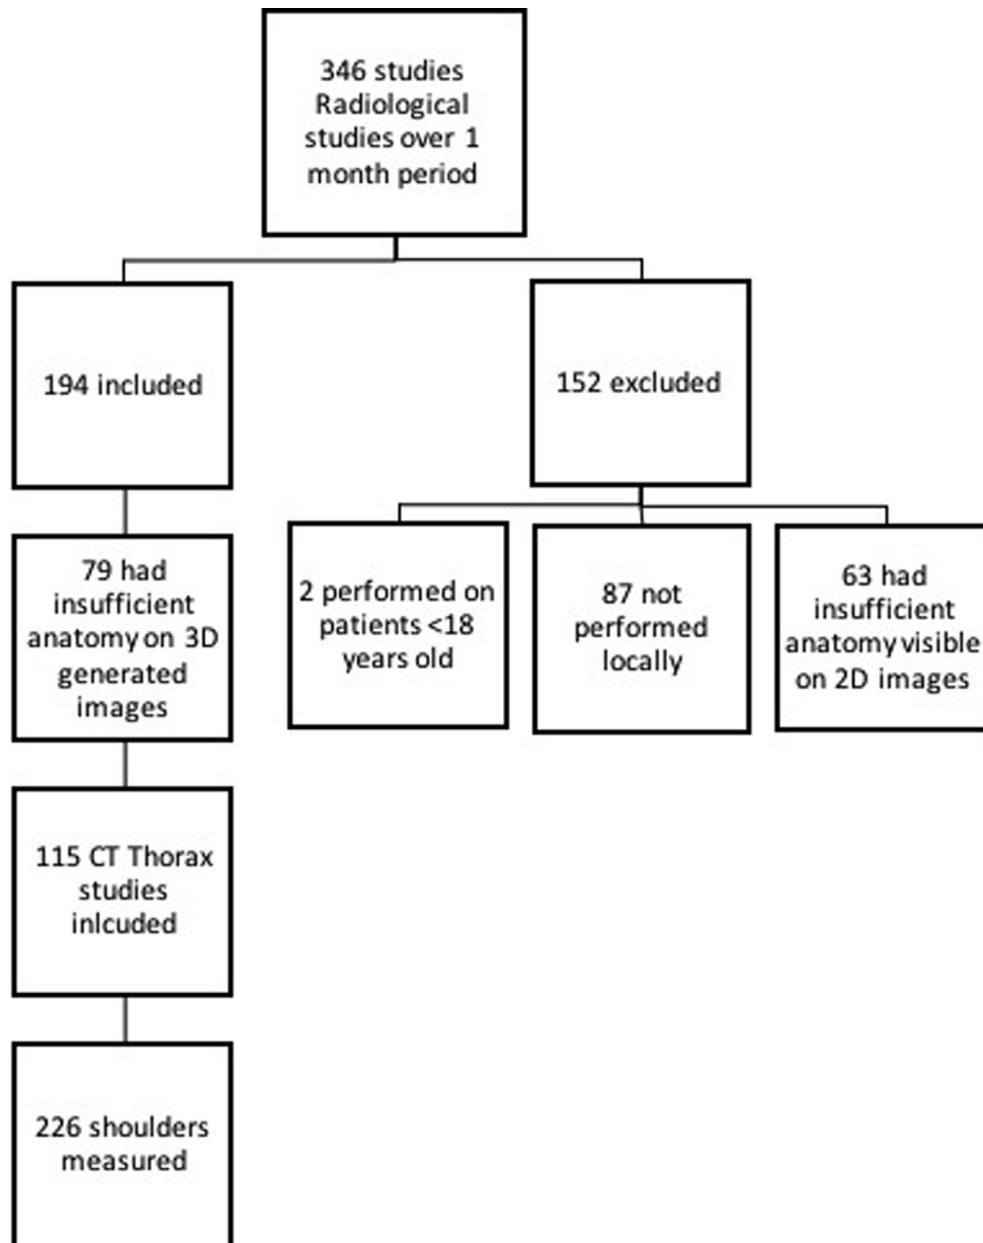 346 studies
Radiological
studies over 1
month period
194 included
152 excluded
79 had
insufficient
anatomy on 3D
generated
images
2 performed on
patients <18
years old
87 not
performed
locally
63 had
insufficient
anatomy visible
on 2D images
115 CT Thorax
studies
inlcuded
226 shoulders
measured